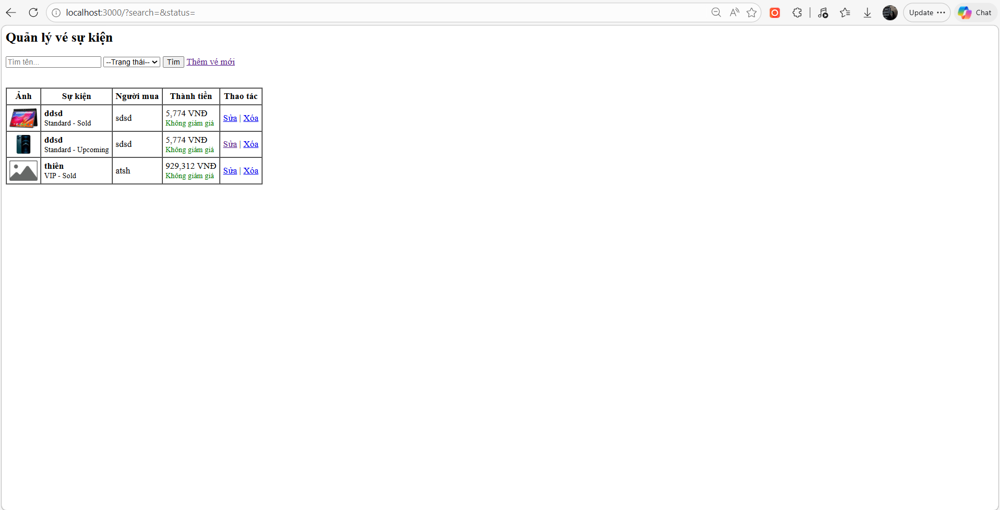 localhost:3000/?search=&status=
Update
Chat
Quản lý vé sự kiện
Tìm tên... --Trạng thái-- Tìm Thêm vé mới
Ảnh Sự kiện Người mua Thành tiền Thao tác
ddsd
Standard - Sold
sdsd
5,774 VNĐ
Không giảm giá
Sửa | Xóa
ddsd
Standard - Upcoming
sdsd
5,774 VNĐ
Không giảm giá
Sửa | Xóa
thiên
VIP - Sold
atsh
929,312 VNĐ
Không giảm giá
Sửa | Xóa